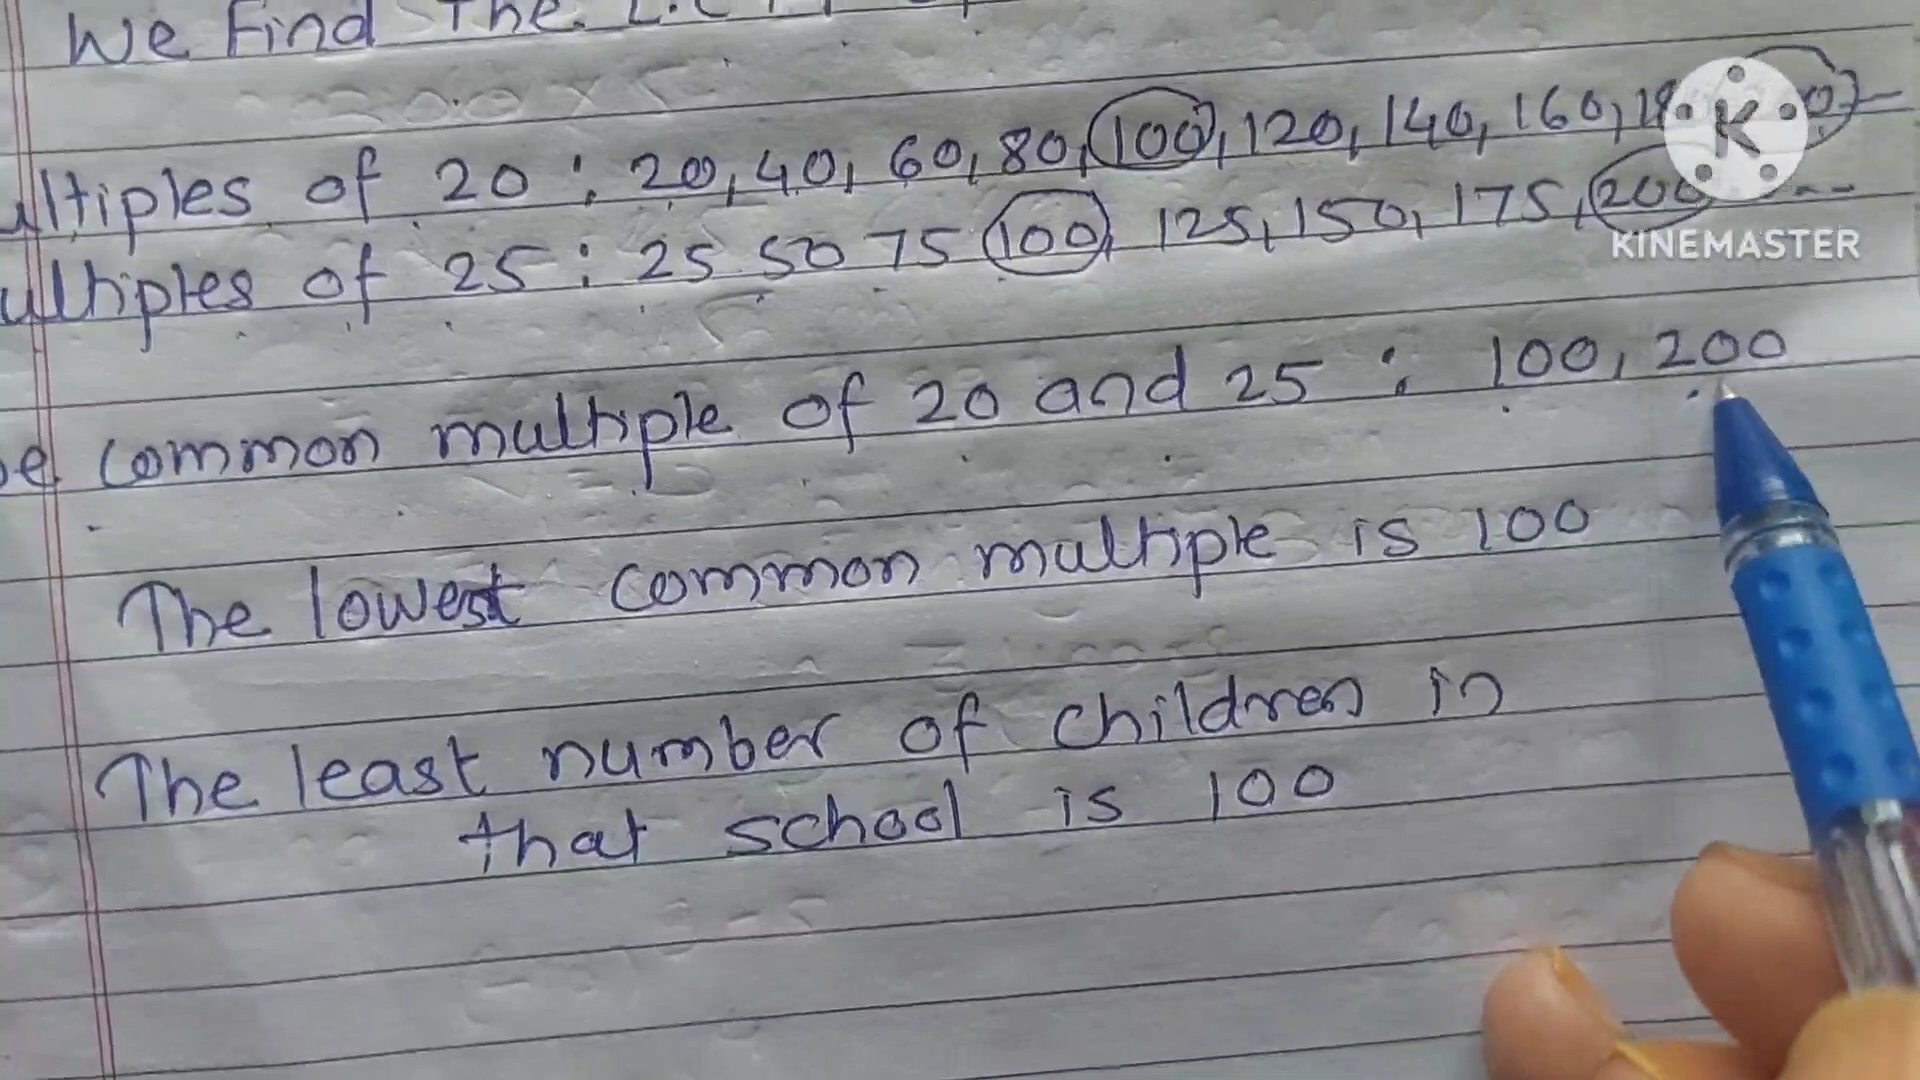 We Find The L.C.M
ultiples of 20 : 20, 40, 60, 80, 100, 120, 140, 160,
ultiples of 25 : 25 50 75 100, 125, 150, 175, 200 ---
KINEMASTER
common multiple of 20 and 25 : 100, 200
The lowest common multiple is 100
The least number of children in
that school is 100